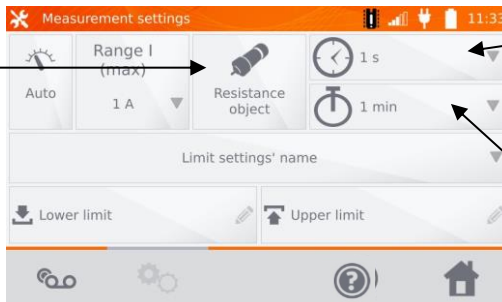 Measurement settings 11:33
Auto
Range I
(max)
1 A
Resistance
object
1 s
1 min
Limit settings' name
Lower limit
Upper limit